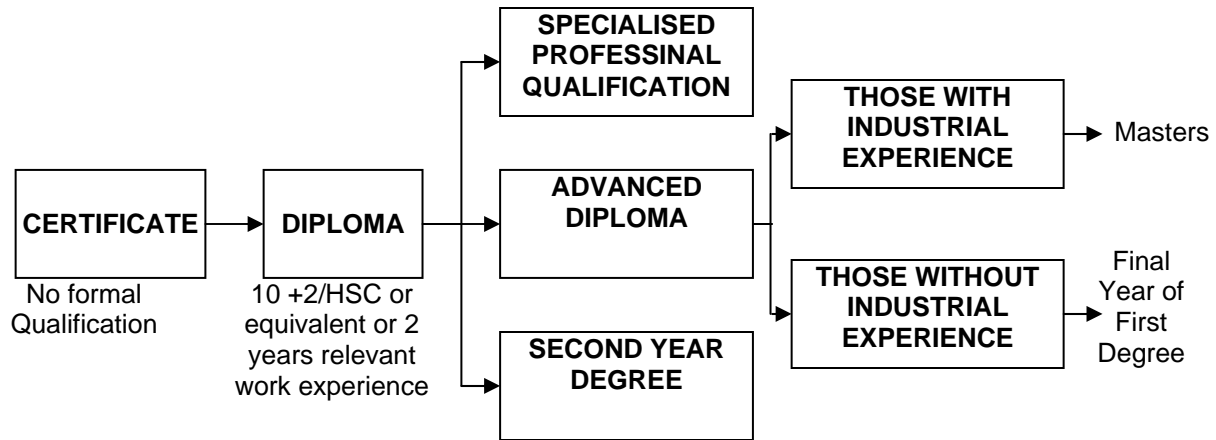 CERTIFICATE
No formal
Qualification
DIPLOMA
10 +2/HSC or
equivalent or 2
years relevant
work experience
SPECIALISED
PROFESSINAL
QUALIFICATION
ADVANCED
DIPLOMA
SECOND YEAR
DEGREE
THOSE WITH
INDUSTRIAL
EXPERIENCE
Masters
THOSE WITHOUT
INDUSTRIAL
EXPERIENCE
Final
Year of
First
Degree